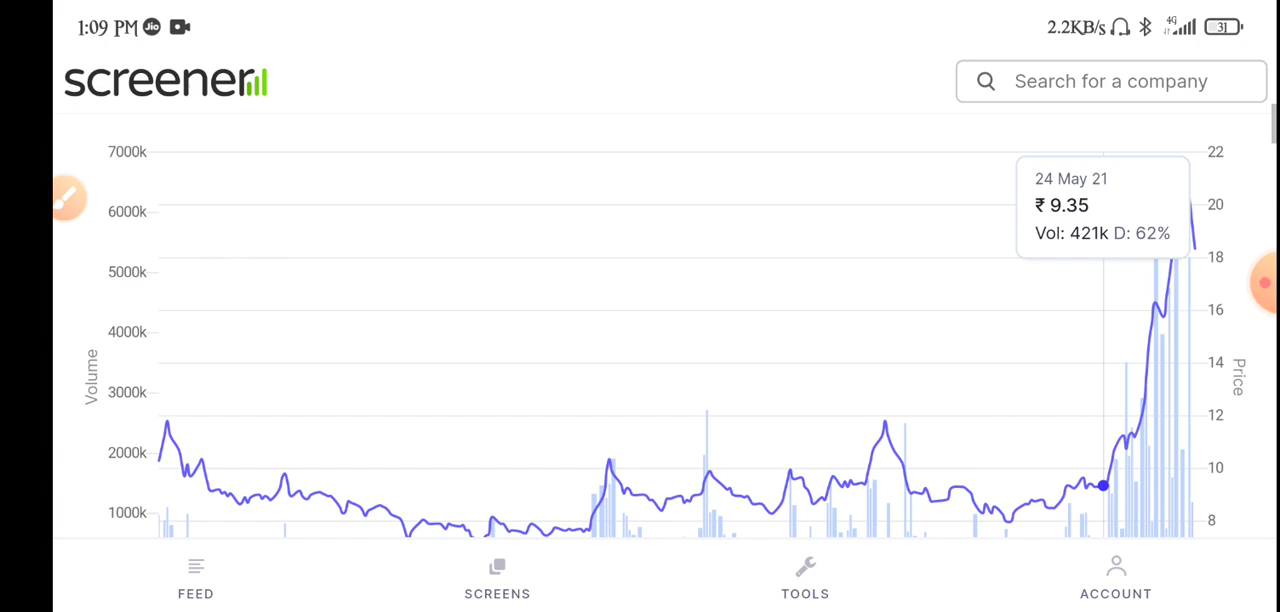 1:09 PM Jio 2.2KB/s 4G 31
screener Search for a company
7000k 22
24 May 21
₹ 9.35
Vol: 421k D: 62%
6000k 20
5000k 18
4000k 16
Volume Price
3000k 14
12
2000k 10
1000k 8
FEED SCREENS TOOLS ACCOUNT